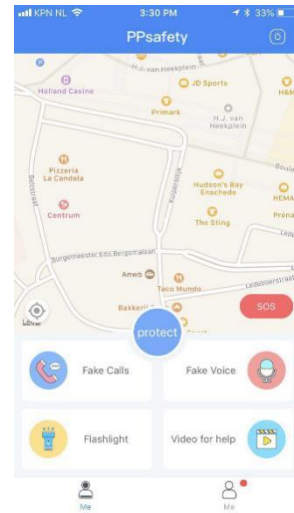 KPN NL 3:30 PM 33%
PPsafety
H.J. van Heekplein
JD Sports
Holland Casino
H&M
Primark
H.J. van
Heekplein
Pizzeria
La Candela
Hudson's Bay
Enschede
HEMA
Centrum
The Sting
Burgemeester Edo Bergsmalaan
Anwb
Taco Mundo
Ledeboerstraat
SOS
protect
Fake Calls
Fake Voice
Flashlight
Video for help
Me
Me